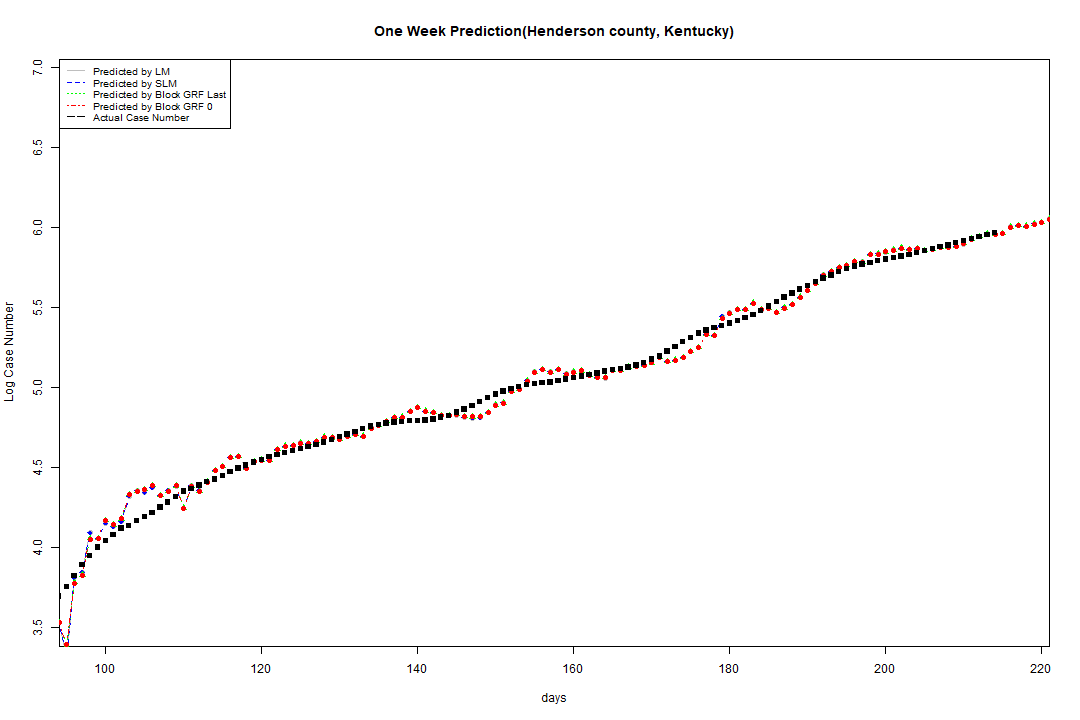 One Week Prediction(Henderson county, Kentucky)
Predicted by LM
Predicted by SLM
Predicted by Block GRF Last
Predicted by Block GRF 0
Actual Case Number
Log Case Number
7.0
6.5
6.0
5.5
5.0
4.5
4.0
3.5
100 120 140 160 180 200 220
days